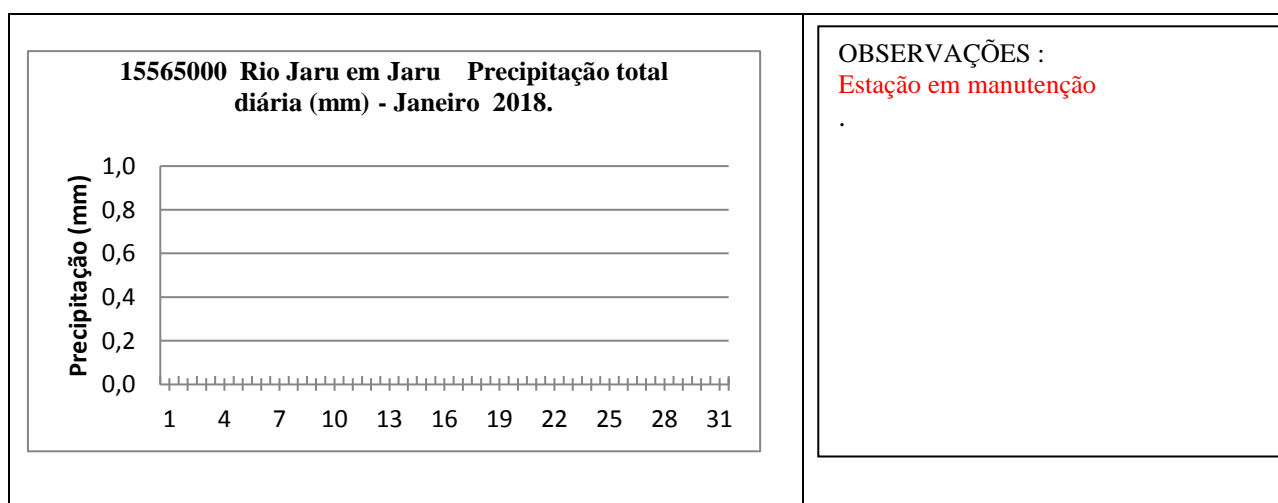 15565000 Rio Jaru em Jaru Precipitação total
diária (mm) - Janeiro 2018.
Precipitação (mm)
1,0
0,8
0,6
0,4
0,2
0,0
1 4 7 10 13 16 19 22 25 28 31
OBSERVAÇÕES :
Estação em manutenção
.